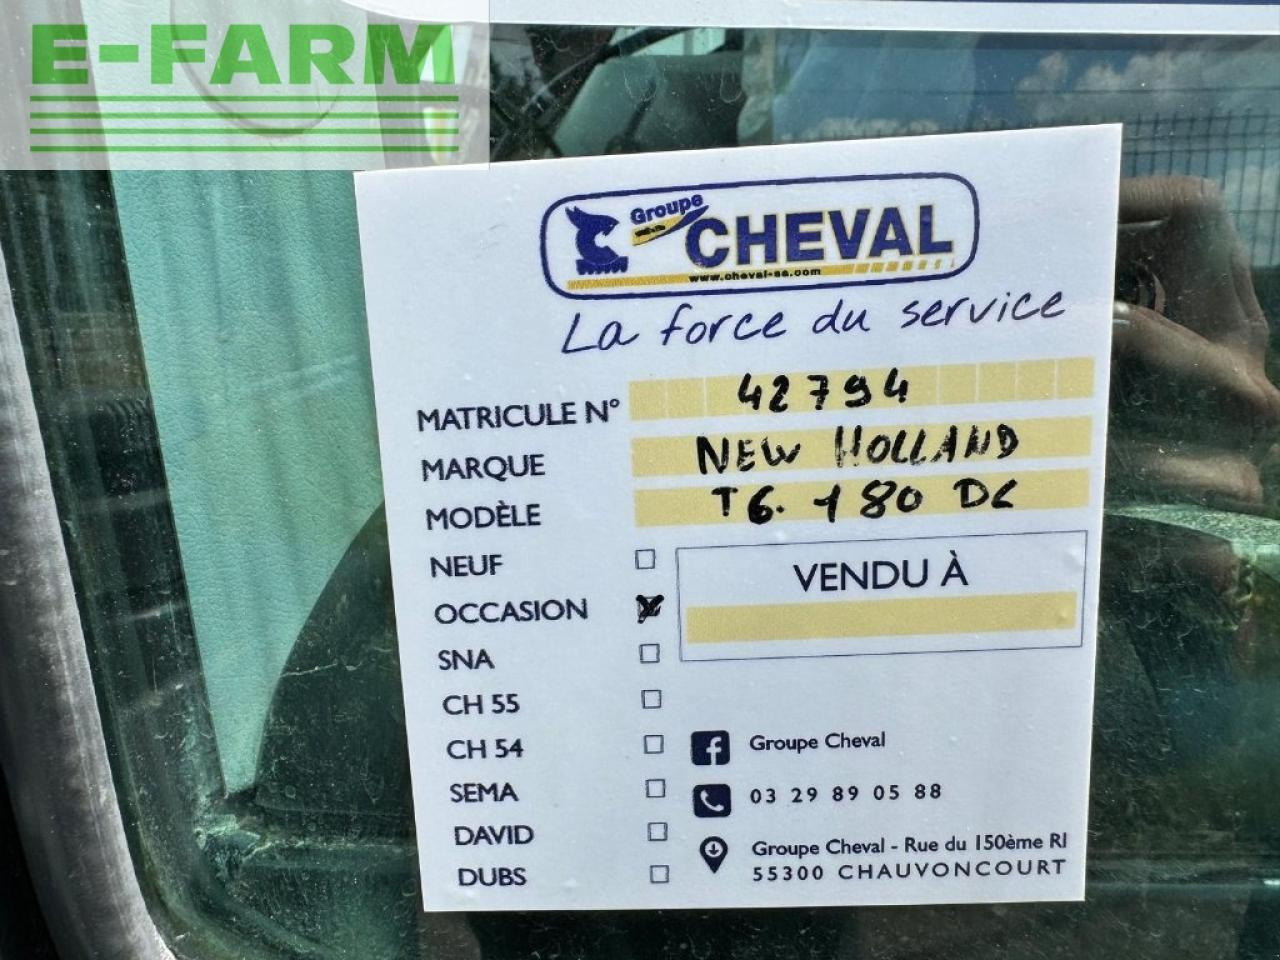 E-FARM
Groupe
CHEVAL
www.cheval-sa.com
La force du service
MATRICULE N° 42794
MARQUE NEW HOLLAND
MODÈLE T6.180 DC
NEUF
OCCASION
SNA
CH 55
CH 54
SEMA
DAVID
DUBS
VENDU À
Groupe Cheval
03 29 89 05 88
Groupe Cheval - Rue du 150ème RI
55300 CHAUVONCOURT